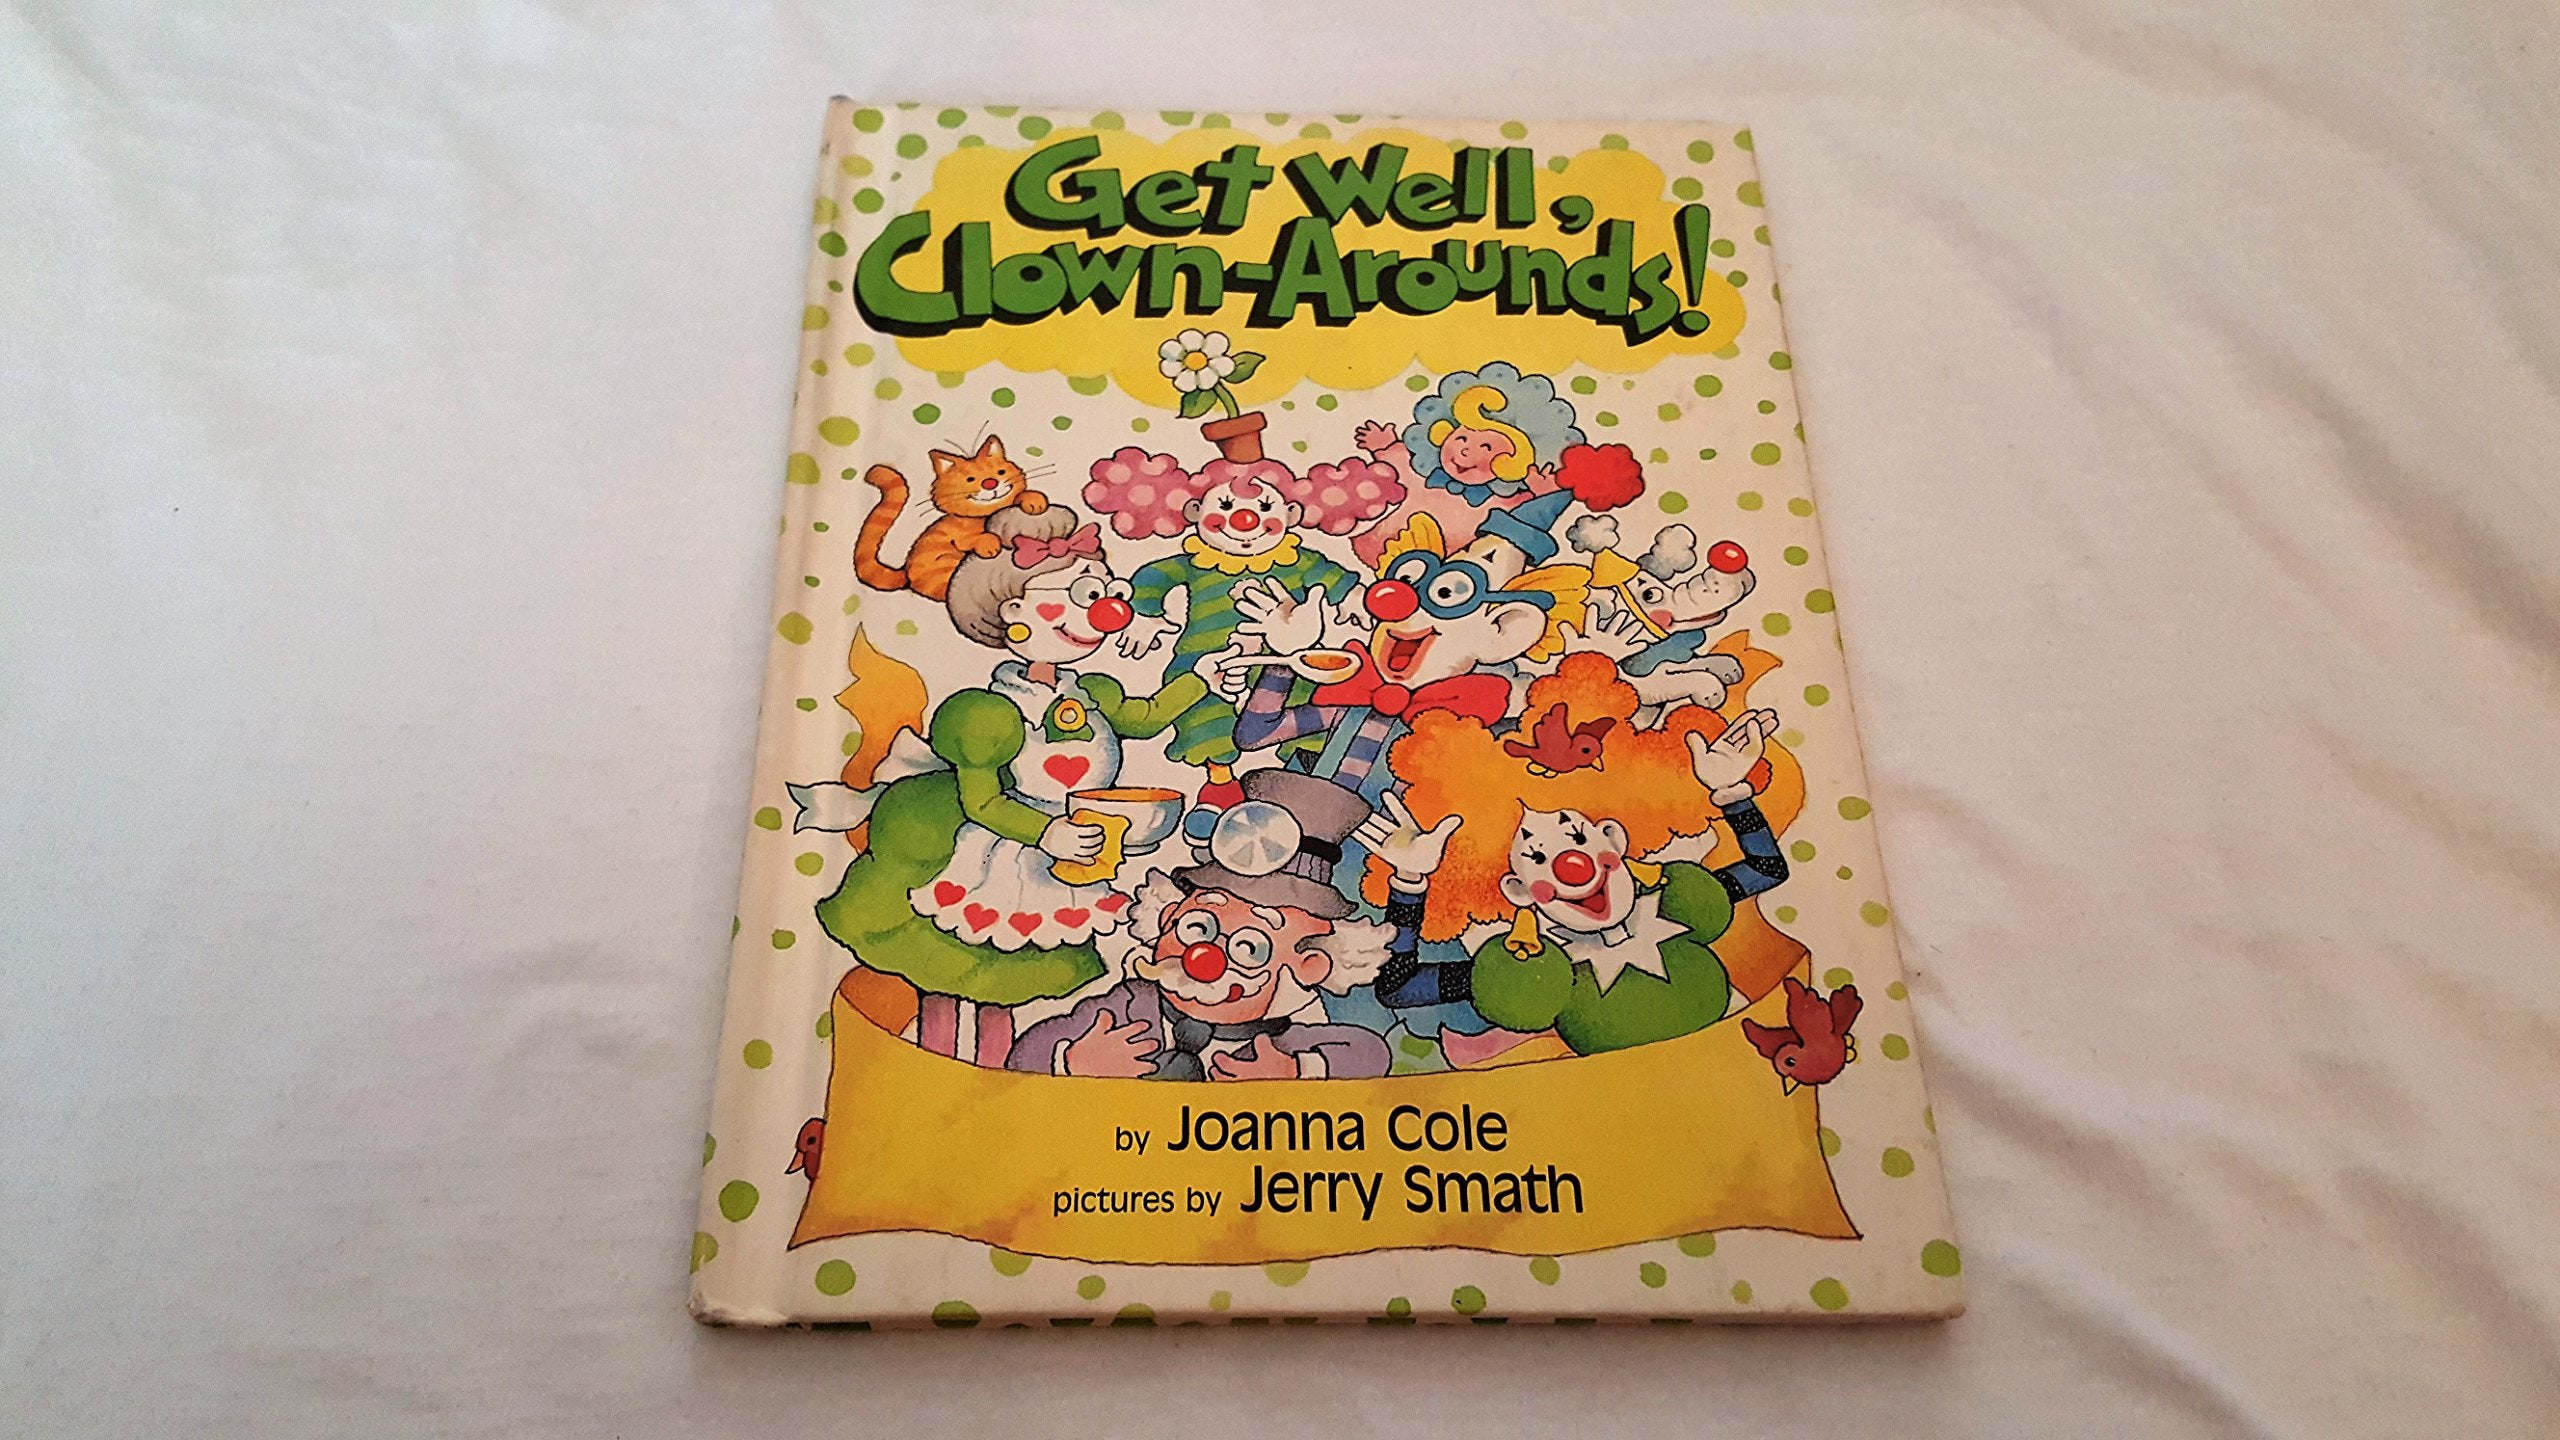 Get Well,
Clown-Arounds!
by Joanna Cole
pictures by Jerry Smath